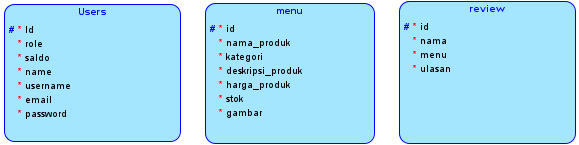 Users
# * Id
* role
* saldo
* name
* username
* email
* password
menu
# * id
* nama_produk
* kategori
* deskripsi_produk
* harga_produk
* stok
* gambar
review
# * id
* nama
* menu
* ulasan